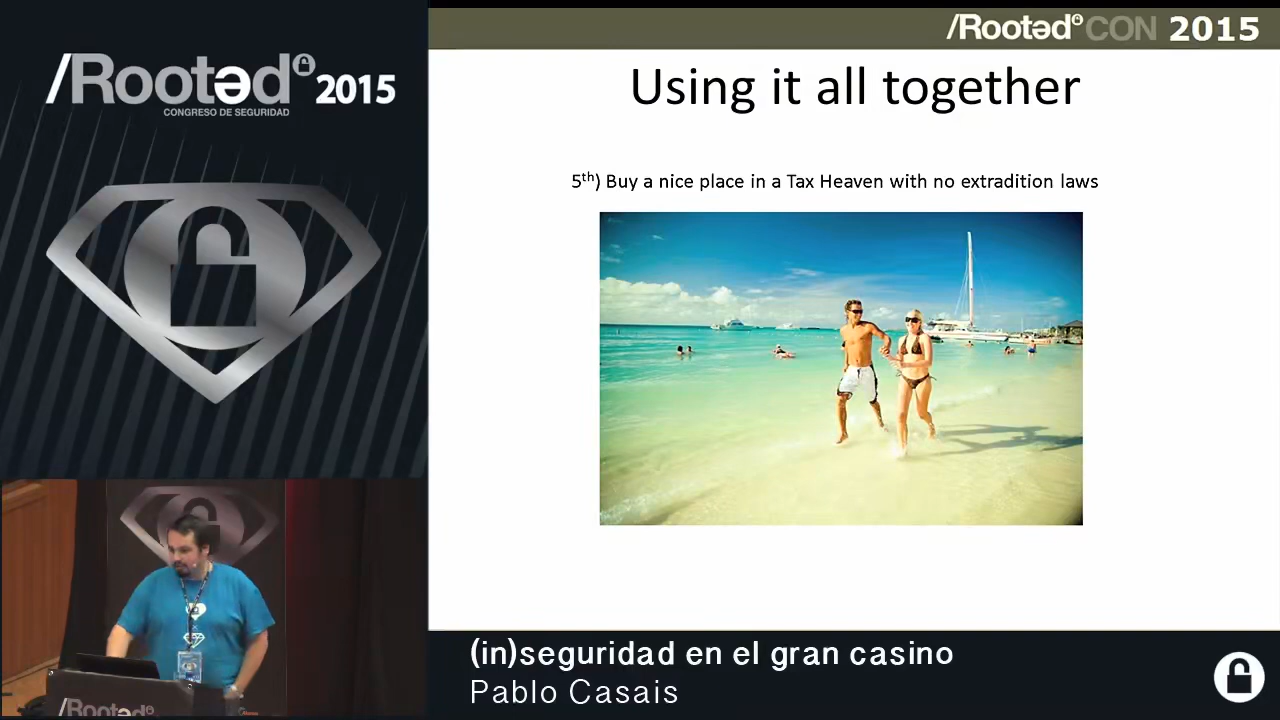 /Rootəd 2015
CONGRESO DE SEGURIDAD
/Rootəd CON 2015
Using it all together
5th) Buy a nice place in a Tax Heaven with no extradition laws
/Rootəd
(in)seguridad en el gran casino
Pablo Casais